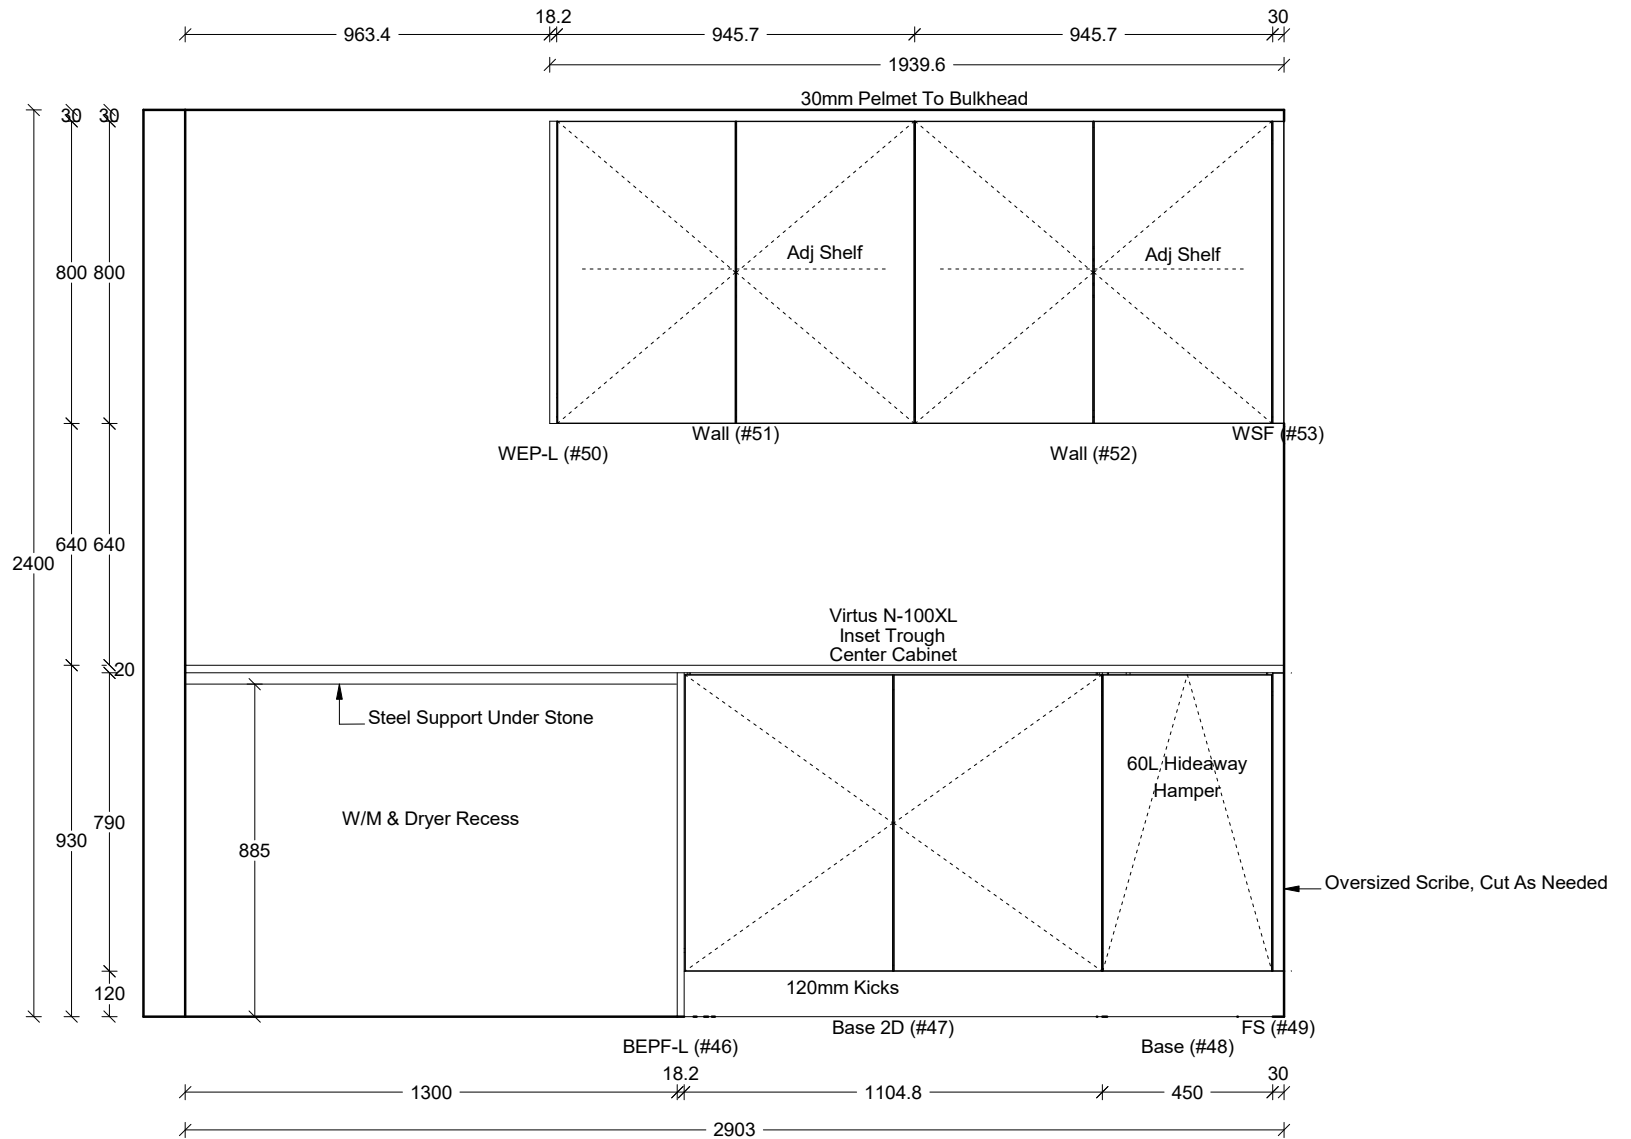 18.2
30
963.4
945.7
945.7
1939.6
30mm Pelmet To Bulkhead
30
30
Adj Shelf
Adj Shelf
800
800
Wall (#51)
WSF (#53)
WEP-L (#50)
Wall (#52)
640
640
2400
Virtus N-100XL
Inset Trough
Center Cabinet
20
Steel Support Under Stone
60L Hideaway
Hamper
W/M & Dryer Recess
790
930
885
Oversized Scribe, Cut As Needed
120
120mm Kicks
Base 2D (#47)
FS (#49)
BEPF-L (#46)
Base (#48)
18.2
30
1300
1104.8
450
2903